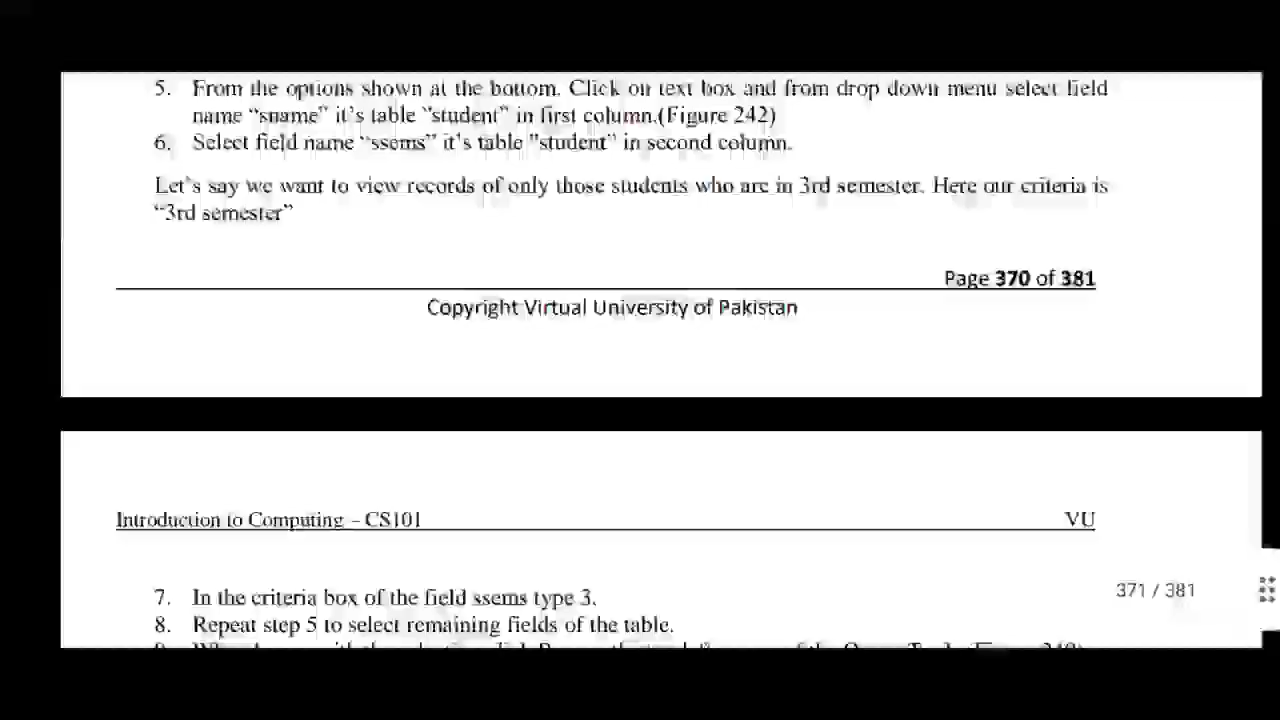 5. From the options shown at the bottom. Click on text box and from drop down menu select field
name “sname” it’s table “student” in first column.(Figure 242)
6. Select field name “ssems” it’s table "student” in second column.
Let’s say we want to view records of only those students who are in 3rd semester. Here our criteria is
“3rd semester”
Page 370 of 381
Copyright Virtual University of Pakistan
Introduction to Computing – CS101 VU
7. In the criteria box of the field ssems type 3.
371 / 381
8. Repeat step 5 to select remaining fields of the table.